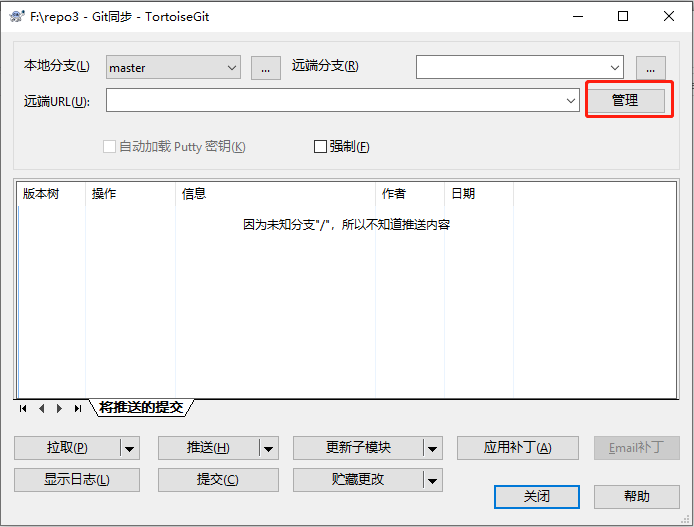 F:\repo3 - Git同步 - TortoiseGit
本地分支(L) master ... 远端分支(R) ...
远端URL(U): 管理
自动加载 Putty 密钥(K) 强制(F)
版本树 操作 信息 作者 日期
因为未知分支"/"，所以不知道推送内容
将推送的提交
拉取(P) 推送(H) 更新子模块 应用补丁(A) Email补丁
显示日志(L) 提交(C) 贮藏更改
关闭 帮助